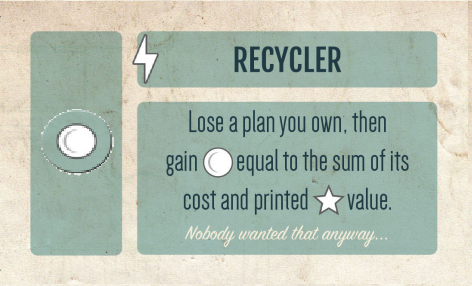 RECYCLER
Lose a plan you own, then
gain equal to the sum of its
cost and printed value.
Nobody wanted that anyway...